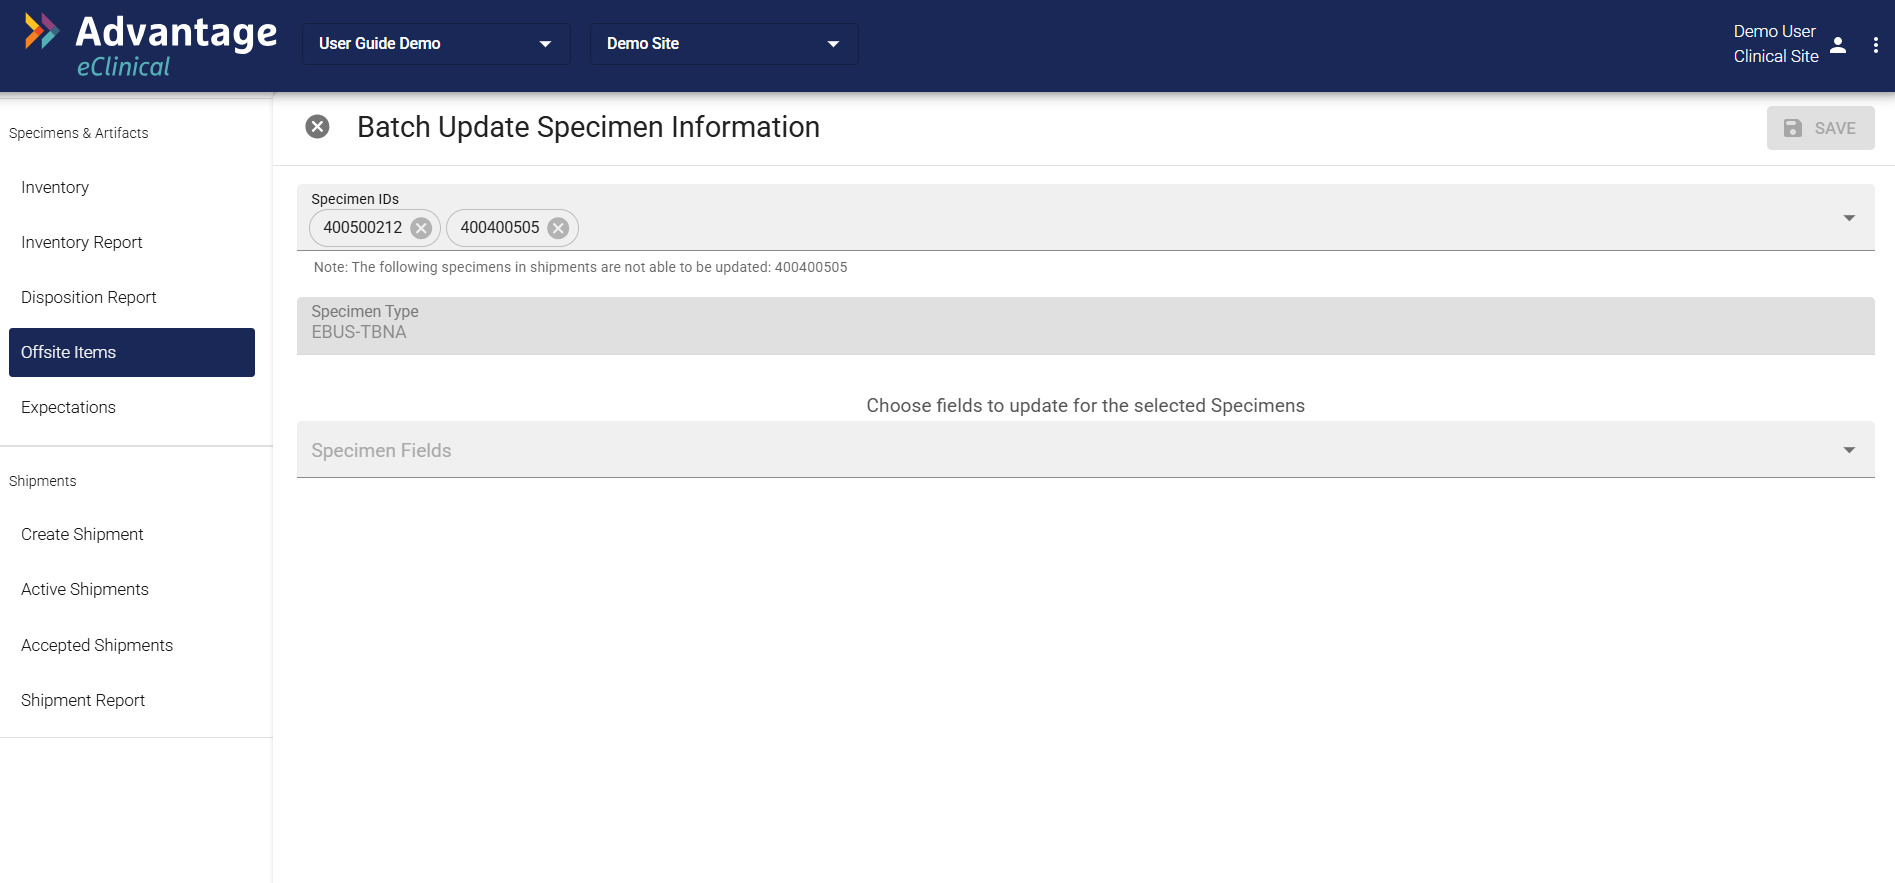 Advantage
eClinical
User Guide Demo
Demo Site
Demo User
Clinical Site
Specimens & Artifacts
Inventory
Inventory Report
Disposition Report
Offsite Items
Expectations
Shipments
Create Shipment
Active Shipments
Accepted Shipments
Shipment Report
Batch Update Specimen Information
SAVE
Specimen IDs
400500212
400400505
Note: The following specimens in shipments are not able to be updated: 400400505
Specimen Type
EBUS-TBNA
Choose fields to update for the selected Specimens
Specimen Fields